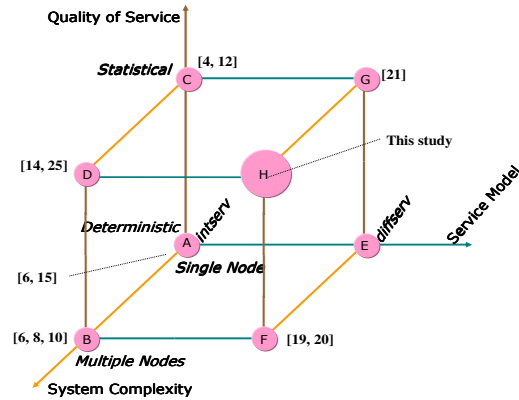 Quality of Service
Statistical
[4, 12]
C
G
[21]
This study
[14, 25]
D
H
Deterministic
intserv
A
diffserv
E
Service Model
Single Node
[6, 15]
[6, 8, 10]
B
F
[19, 20]
Multiple Nodes
System Complexity